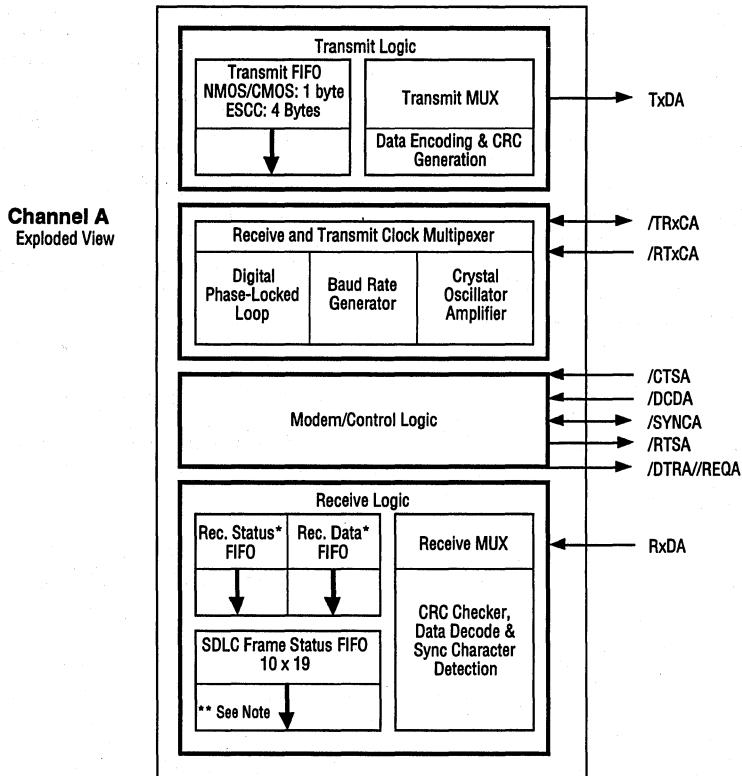 Transmit Logic
Transmit FIFO
NMOS/CMOS: 1 byte
ESCC: 4 Bytes
Transmit MUX
Data Encoding & CRC
Generation
TxDA
Channel A
Exploded View
Receive and Transmit Clock Multipexer
Digital
Phase-Locked
Loop
Baud Rate
Generator
Crystal
Oscillator
Amplifier
/TRxCA
/RTxCA
Modem/Control Logic
/CTSA
/DCDA
/SYNCA
/RTSA
/DTRA//REQA
Receive Logic
Rec. Status*
FIFO
Rec. Data*
FIFO
Receive MUX
RxDA
CRC Checker,
Data Decode &
Sync Character
Detection
SDLC Frame Status FIFO
10 x 19
** See Note